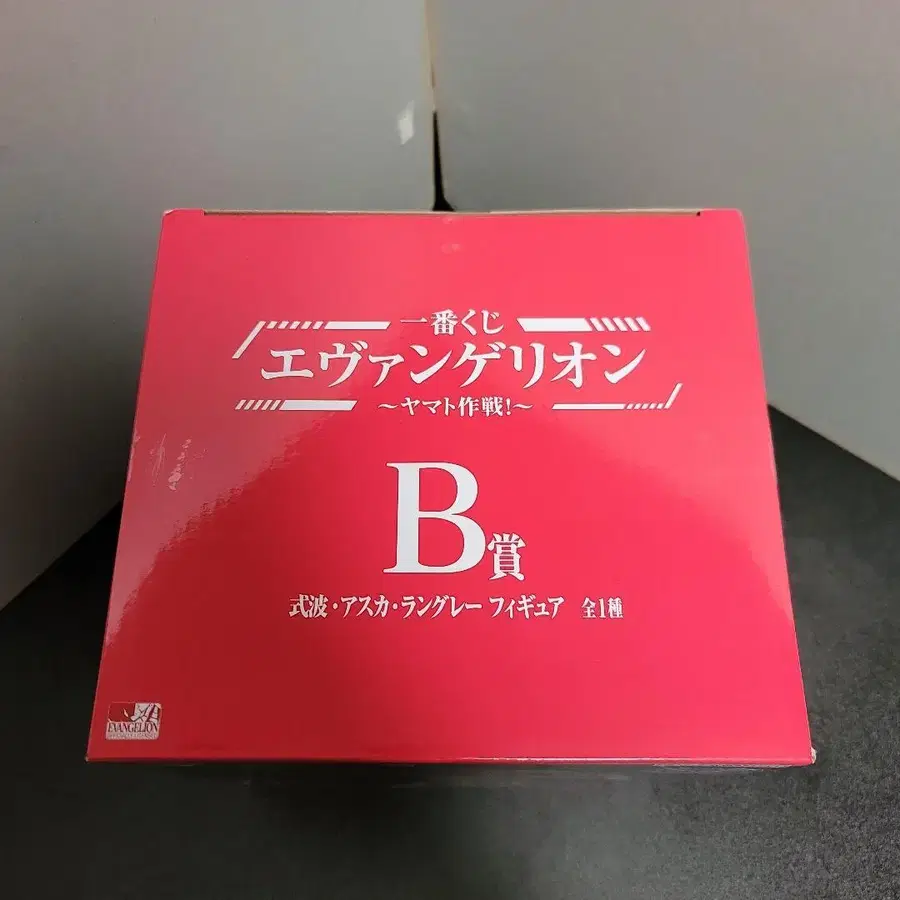 一番くじ
エヴァンゲリオン
～ヤマト作戦！～
B賞
式波・アスカ・ラングレー フィギュア 全1種
EVANGELION